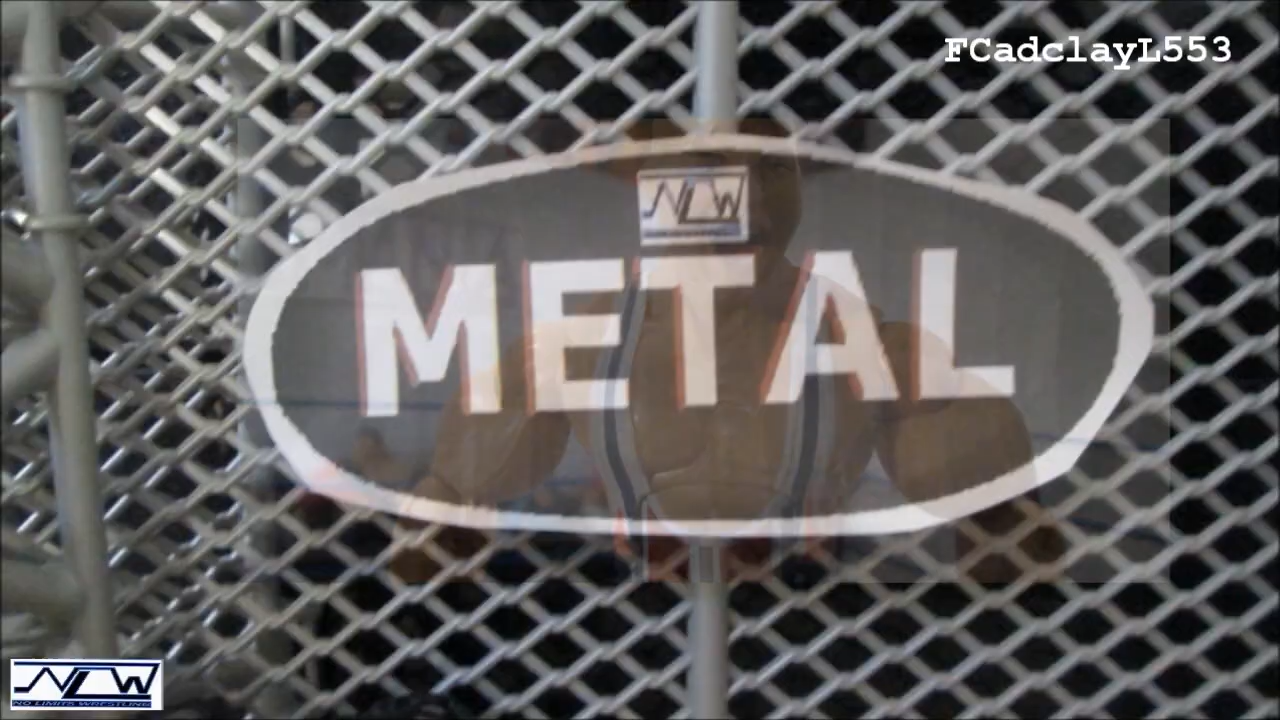 FCadclayL553
NLW
METAL
NLW
NO LIMITS WRESTLING